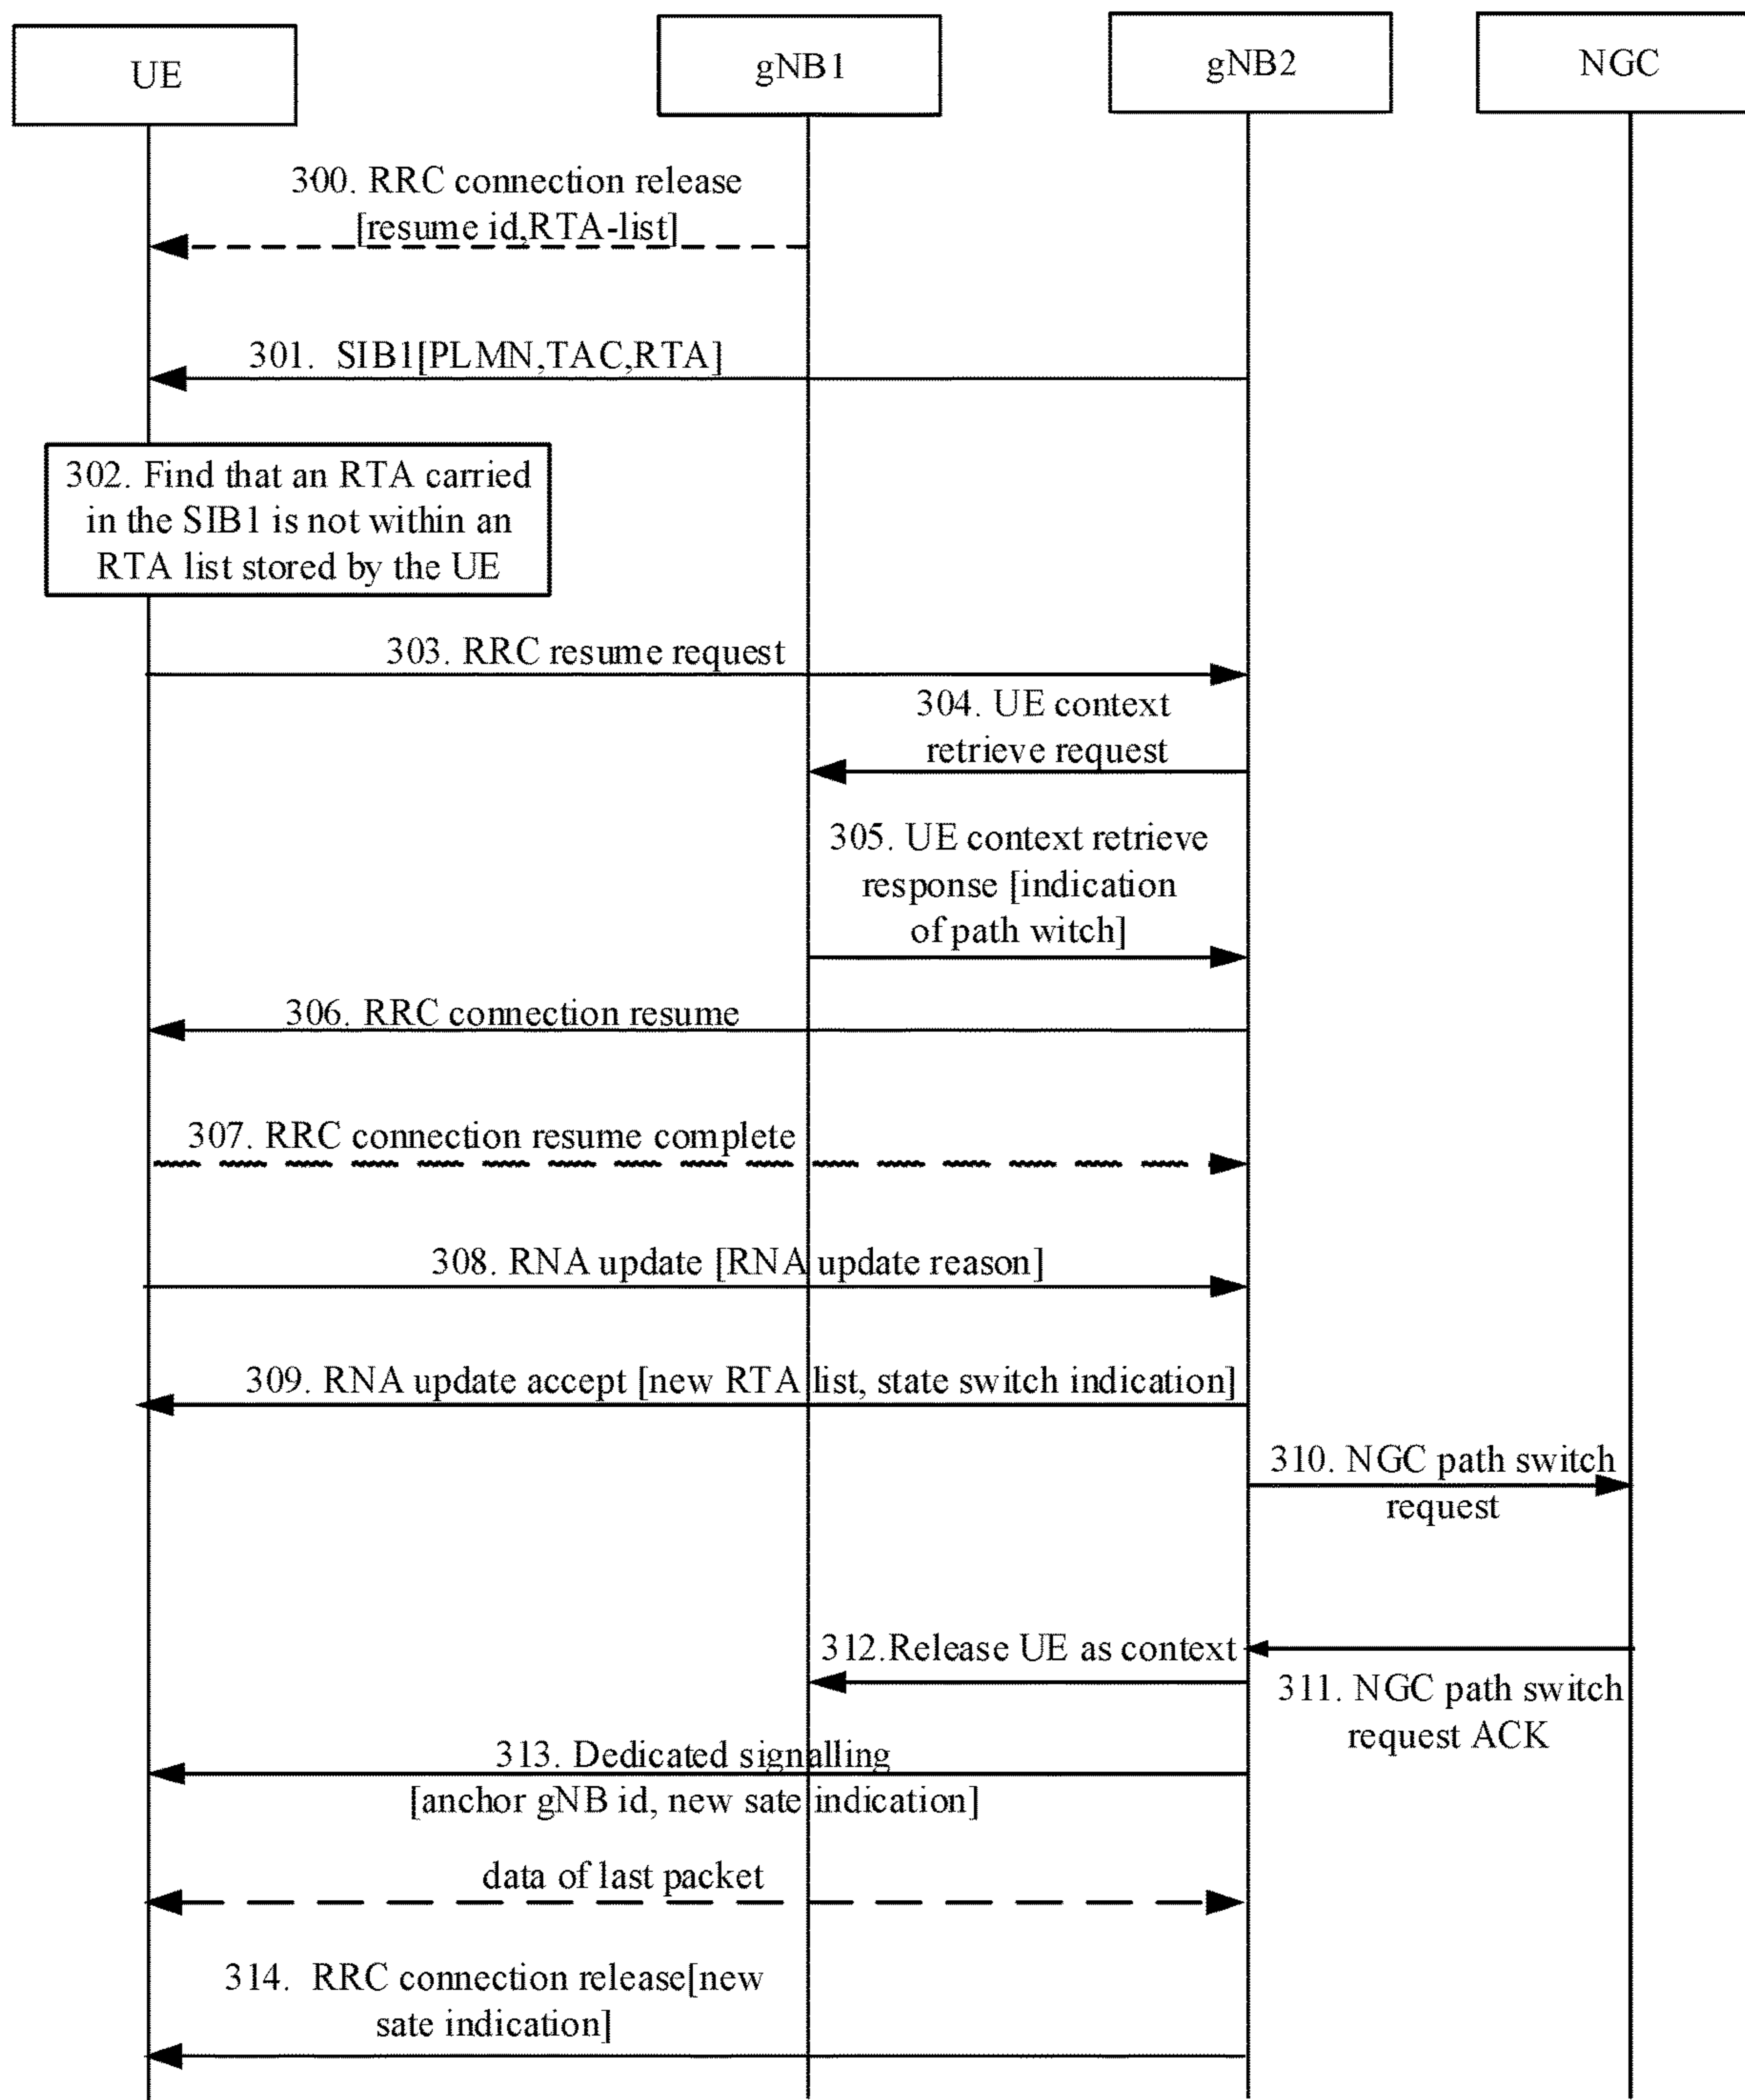 UE
gNB1
gNB2
NGC
300. RRC connection release
[resume id,RTA-list]
301. SIB1[PLMN,TAC,RTA]
302. Find that an RTA carried
in the SIB1 is not within an
RTA list stored by the UE
303. RRC resume request
304. UE context
retrieve request
305. UE context retrieve
response [indication
of path witch]
306. RRC connection resume
307. RRC connection resume complete
308. RNA update [RNA update reason]
309. RNA update accept [new RTA list, state switch indication]
310. NGC path switch
request
312.Release UE as context
311. NGC path switch
request ACK
313. Dedicated signalling
[anchor gNB id, new sate indication]
data of last packet
314. RRC connection release[new
sate indication]